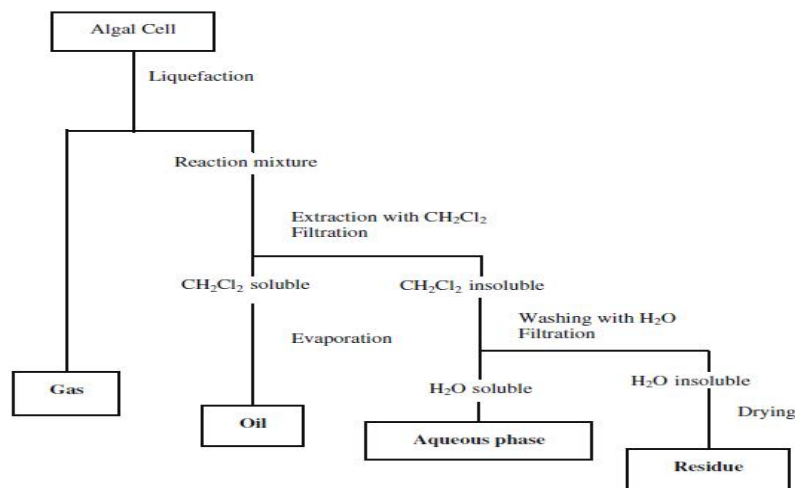 Algal Cell
Liquefaction
Reaction mixture
Extraction with CH₂Cl₂
Filtration
CH₂Cl₂ soluble
CH₂Cl₂ insoluble
Washing with H₂O
Filtration
Evaporation
Gas
H₂O soluble
H₂O insoluble
Drying
Oil
Aqueous phase
Residue